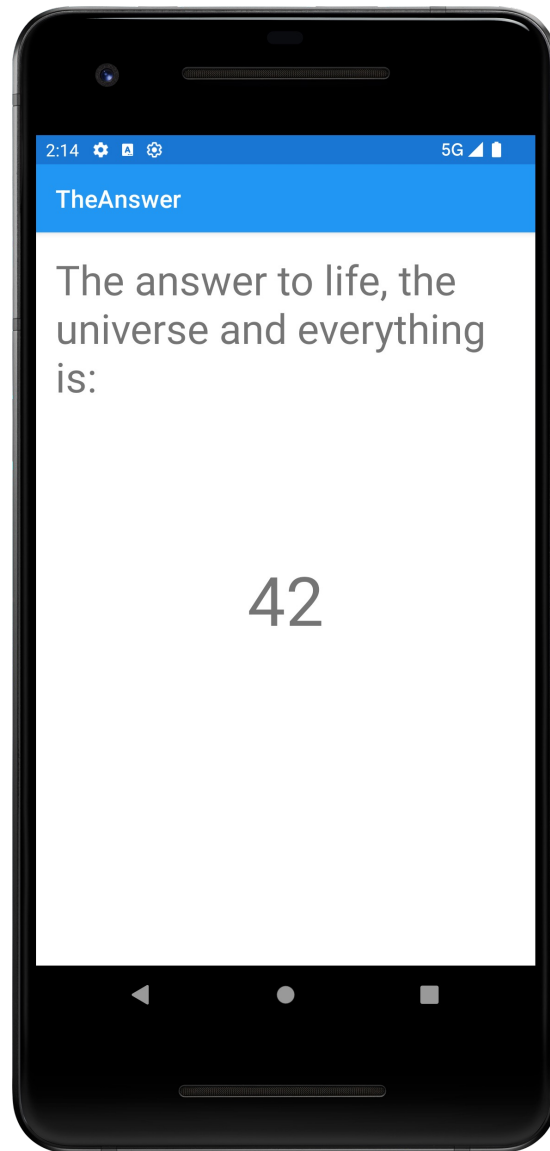 2:14 5G
TheAnswer
The answer to life, the
universe and everything
is:
42